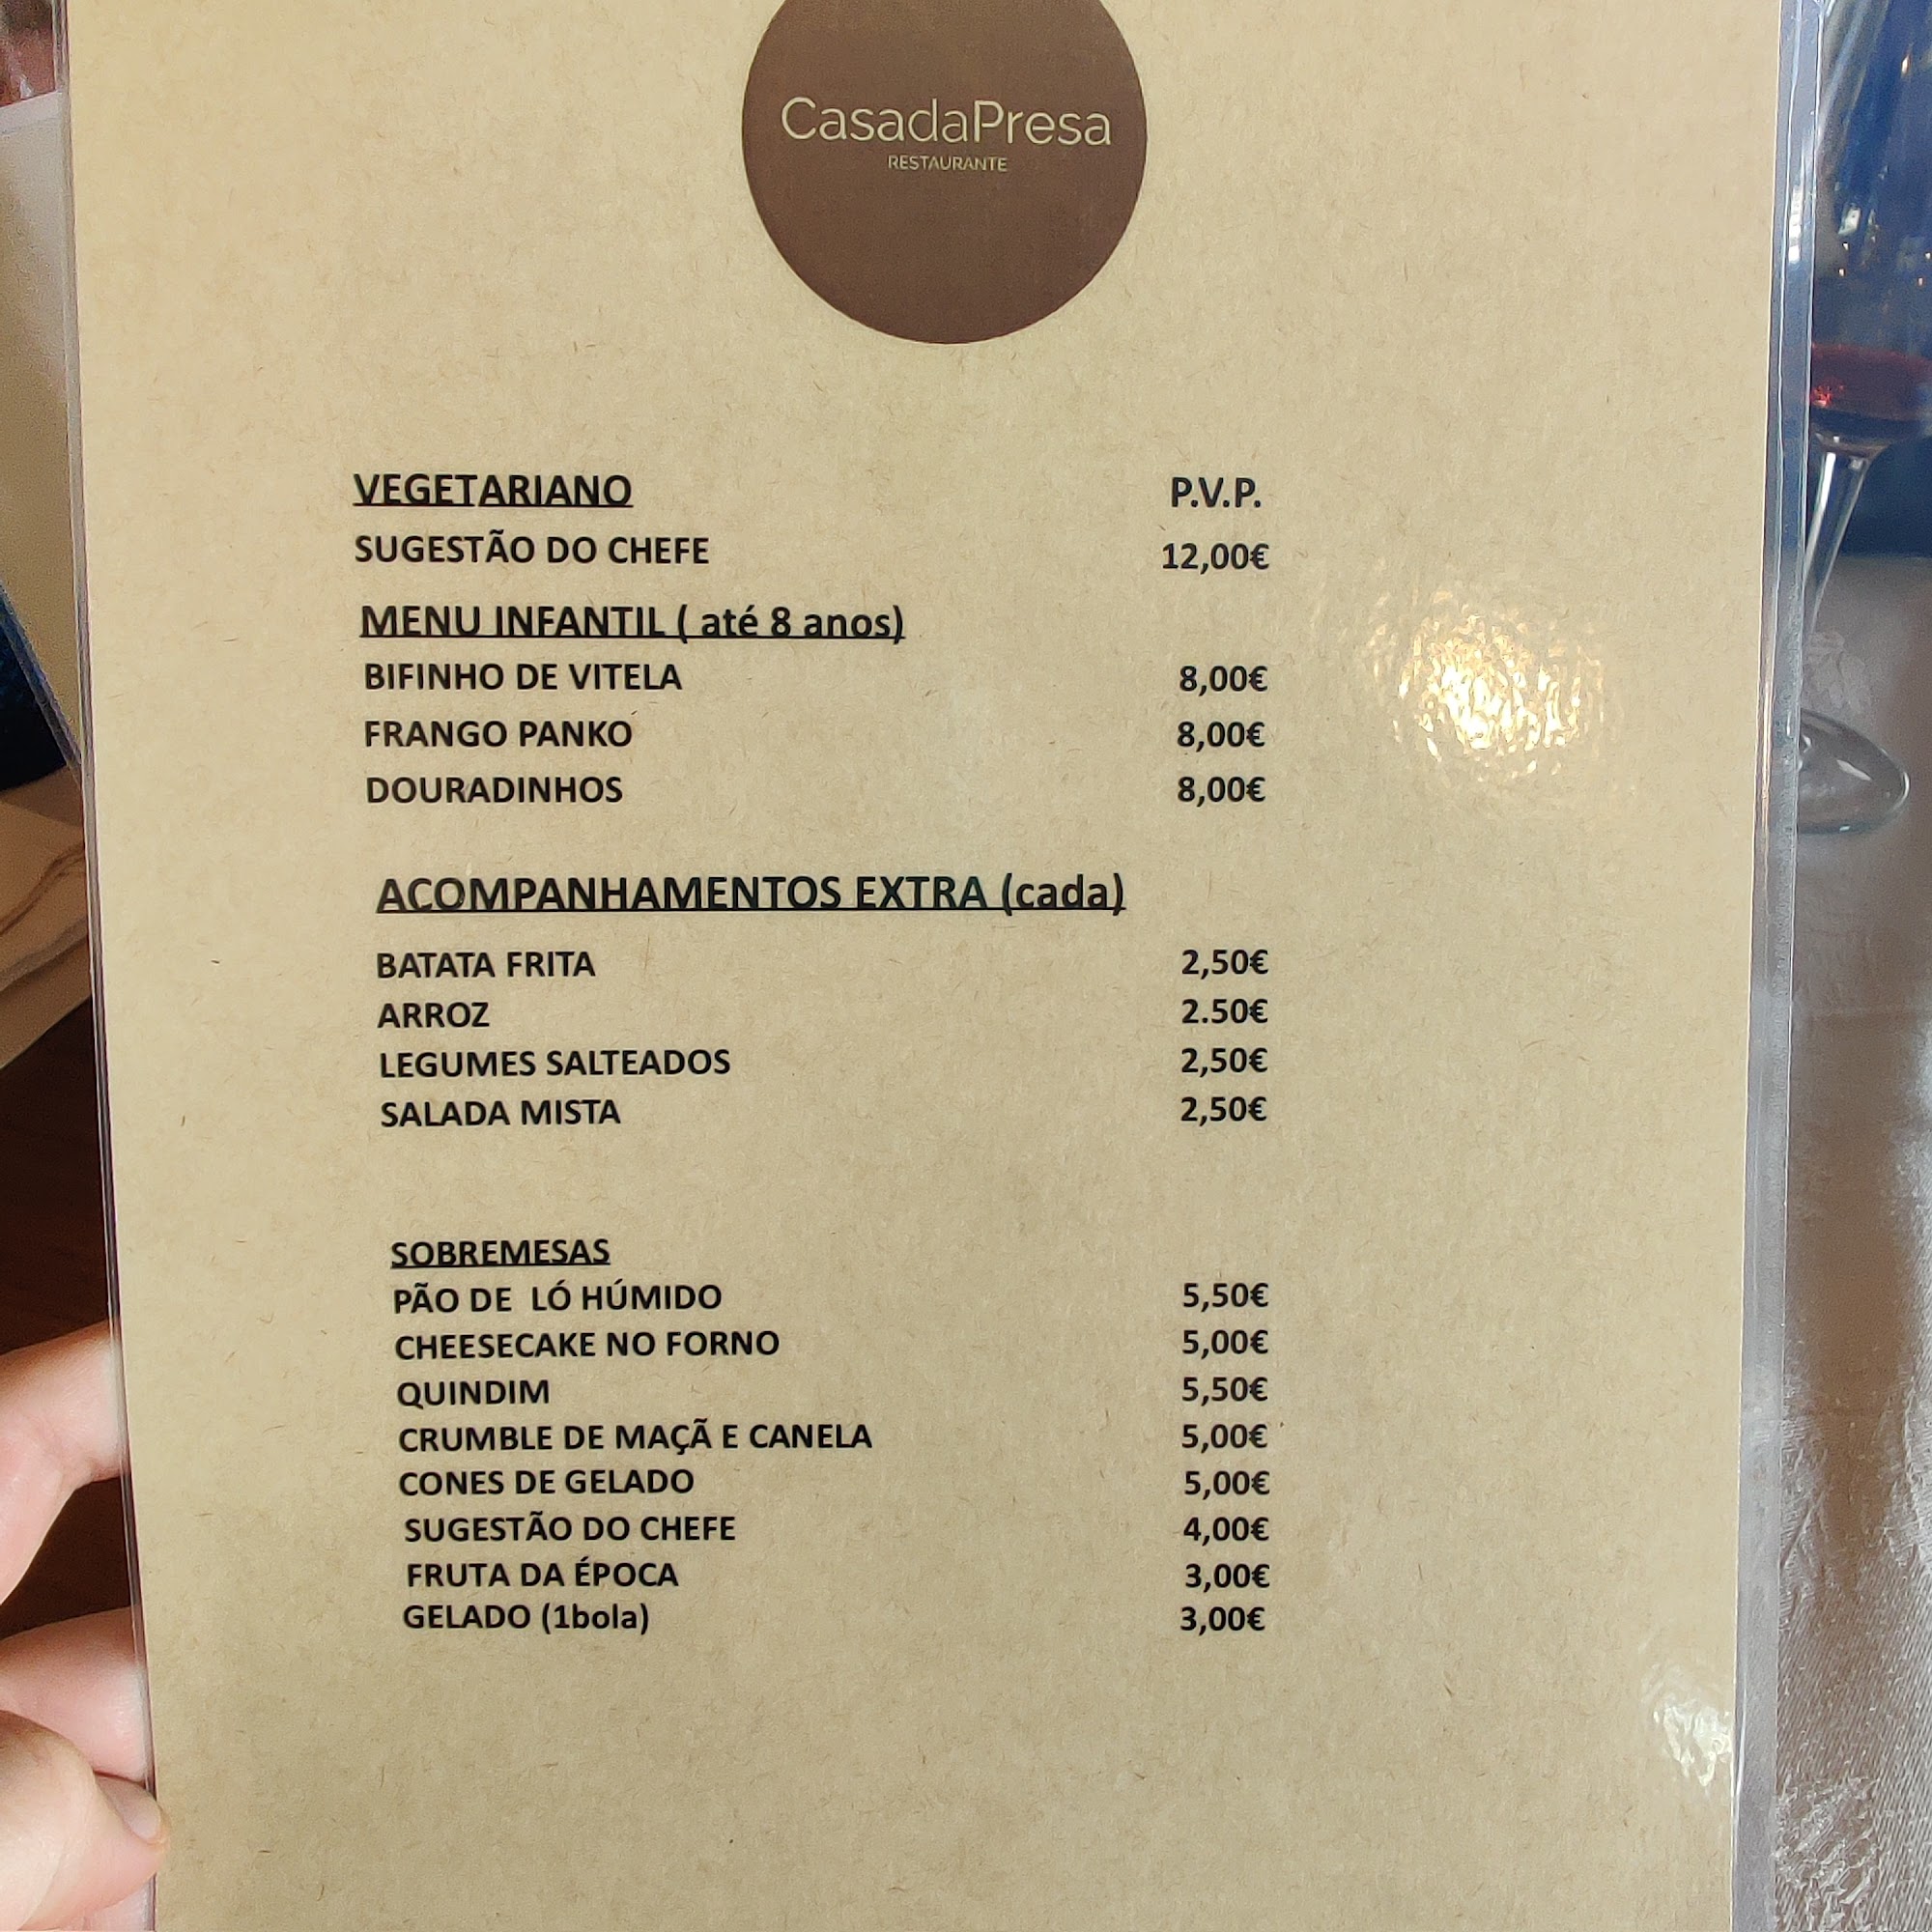 CasadaPresa
RESTAURANTE
VEGETARIANO P.V.P.
SUGESTÃO DO CHEFE 12,00€
MENU INFANTIL ( até 8 anos)
BIFINHO DE VITELA 8,00€
FRANGO PANKO 8,00€
DOURADINHOS 8,00€
ACOMPANHAMENTOS EXTRA (cada)
BATATA FRITA 2,50€
ARROZ 2.50€
LEGUMES SALTEADOS 2,50€
SALADA MISTA 2,50€
SOBREMESAS
PÃO DE LÓ HÚMIDO 5,50€
CHEESECAKE NO FORNO 5,00€
QUINDIM 5,50€
CRUMBLE DE MAÇÃ E CANELA 5,00€
CONES DE GELADO 5,00€
SUGESTÃO DO CHEFE 4,00€
FRUTA DA ÉPOCA 3,00€
GELADO (1bola) 3,00€